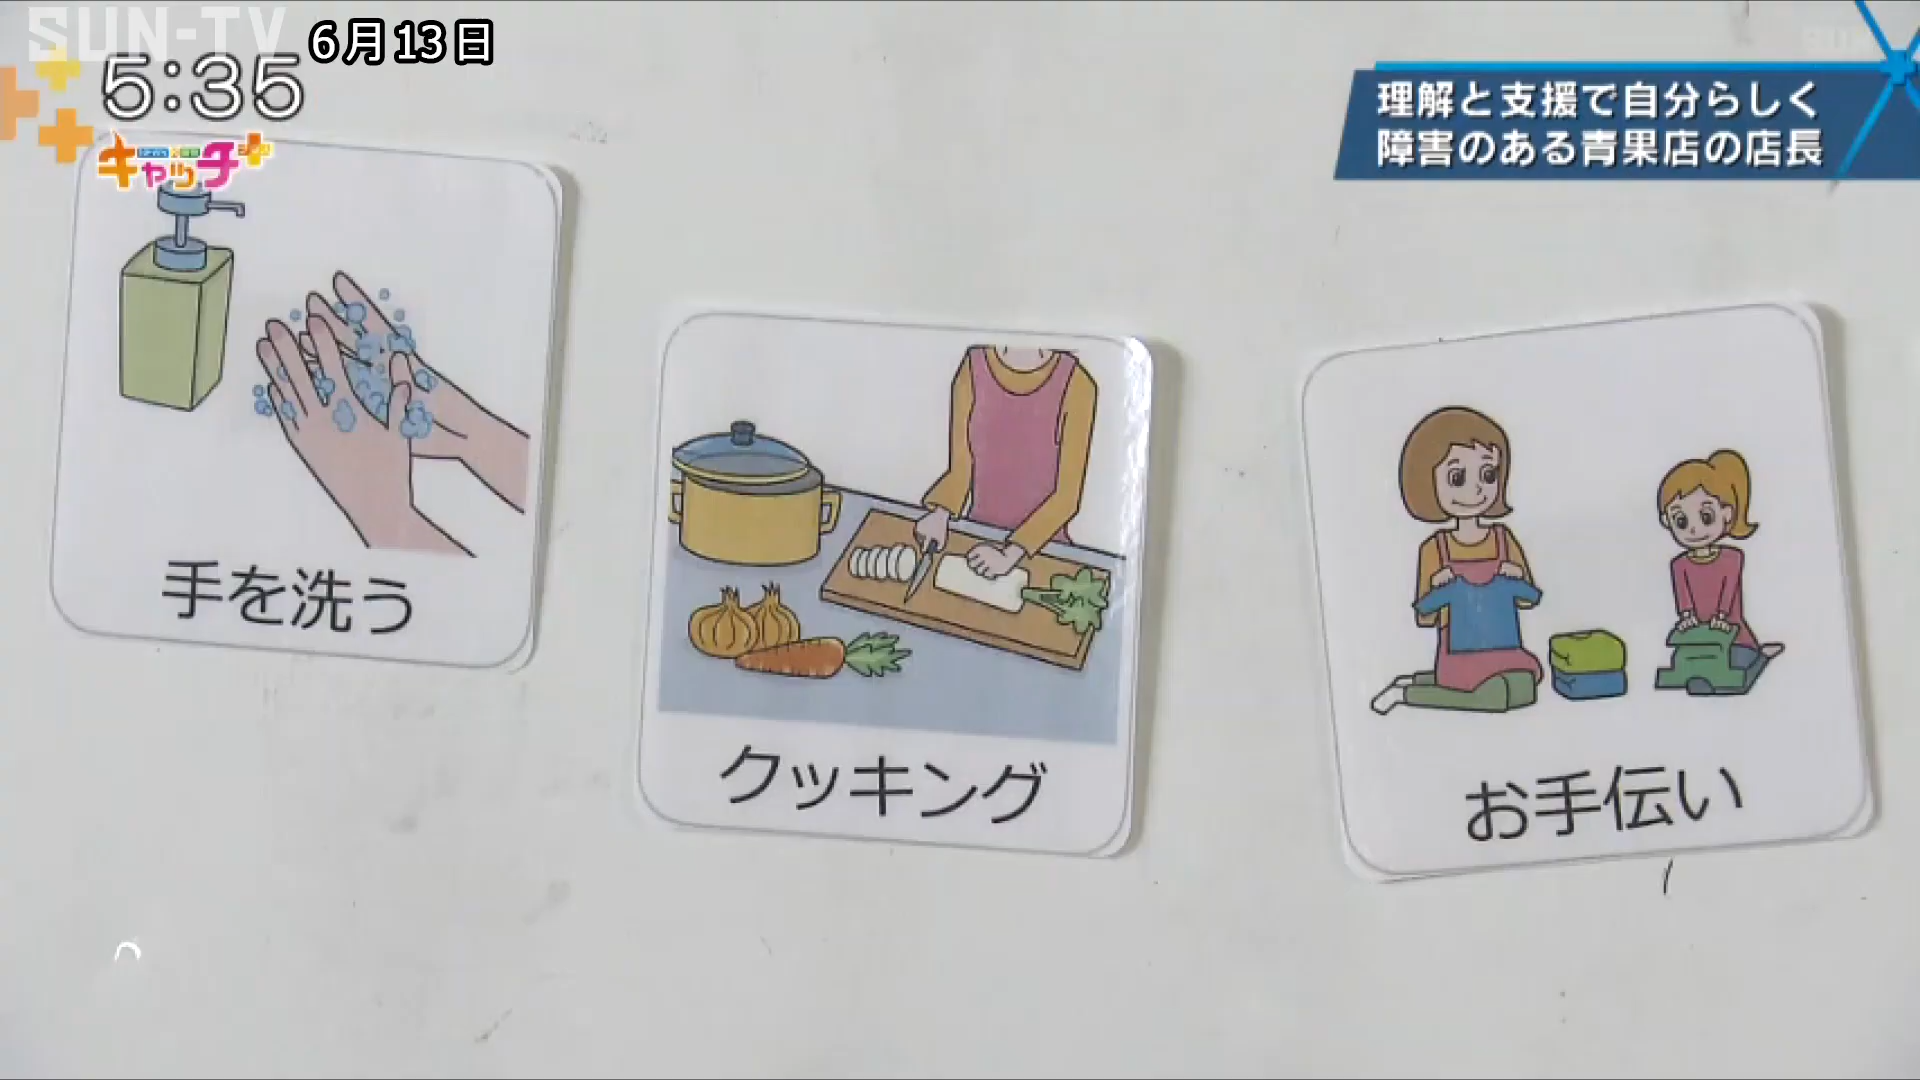 SUN-TV
6月13日
5:35
キャッチ+
理解と支援で自分らしく
障害のある青果店の店長
手を洗う
クッキング
お手伝い